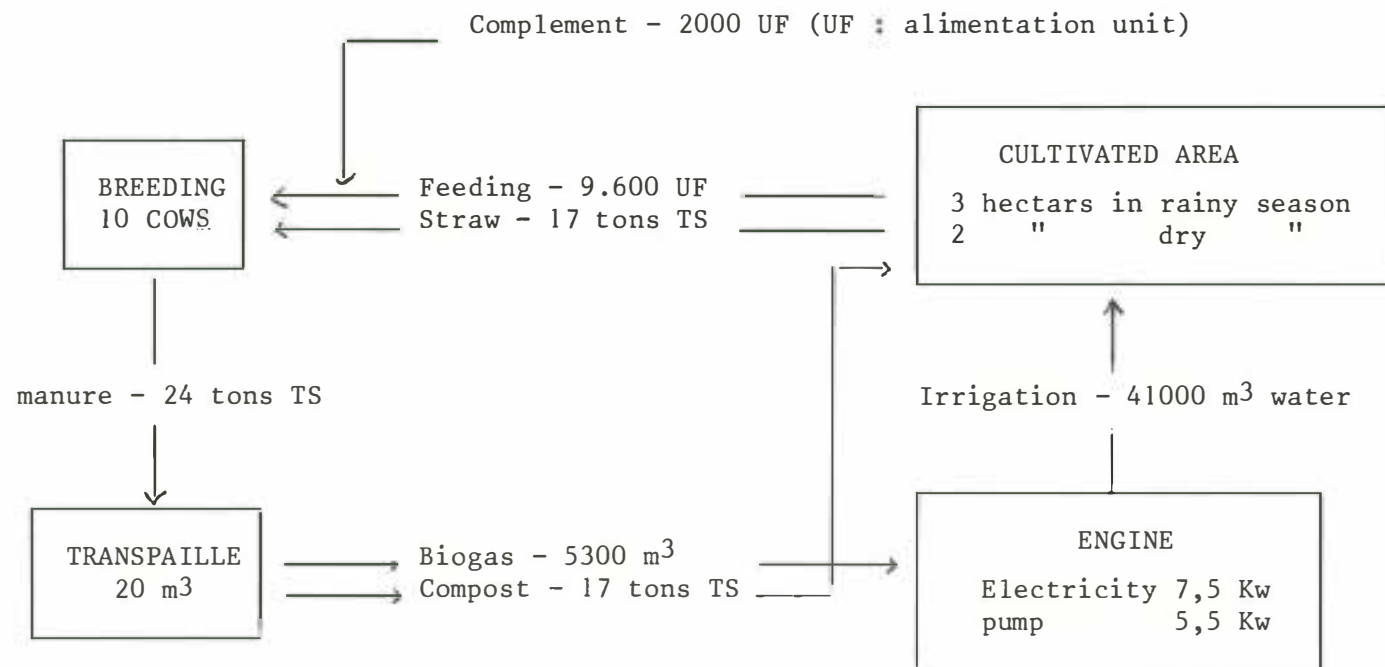 Complement - 2000 UF (UF : alimentation unit)
BREEDING
10 COWS
Feeding - 9.600 UF
Straw - 17 tons TS
CULTIVATED AREA
3 hectars in rainy season
2 " dry "
manure - 24 tons TS
Irrigation - 41000 m³ water
TRANSPAILLE
20 m³
Biogas - 5300 m³
Compost - 17 tons TS
ENGINE
Electricity 7,5 Kw
pump 5,5 Kw